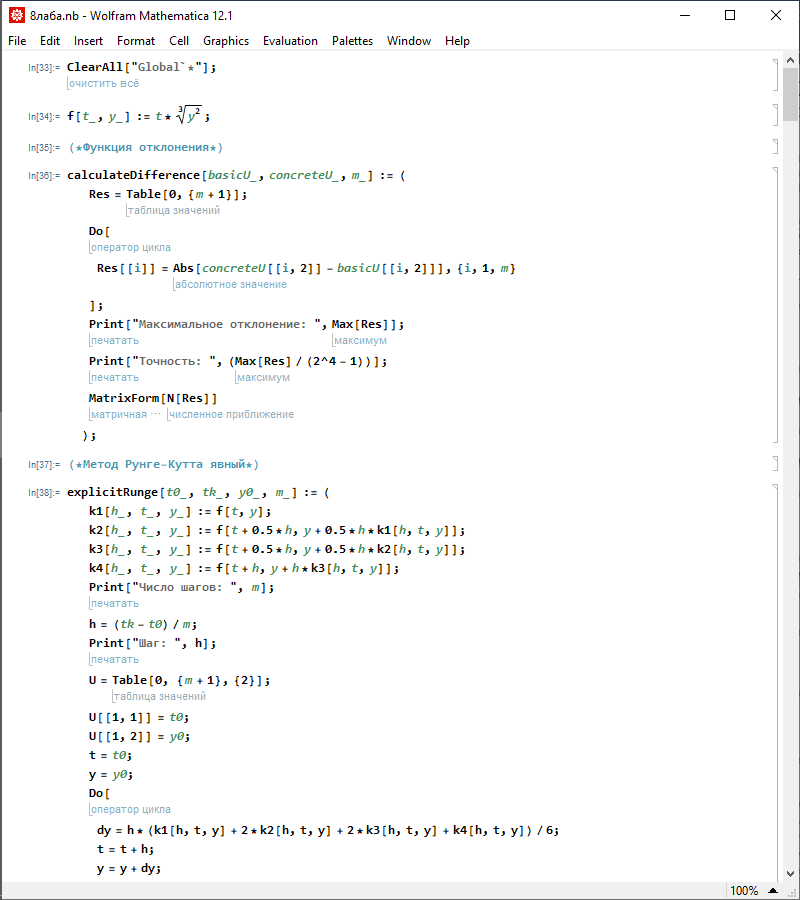 8лаба.nb - Wolfram Mathematica 12.1
File Edit Insert Format Cell Graphics Evaluation Palettes Window Help
In[33]:= ClearAll["Global`*"];
очистить всё
In[34]:= f[t_, y_] := t * ∛y² ;
In[35]:= (*Функция отклонения*)
In[36]:= calculateDifference[basicU_, concreteU_, m_] := (
Res = Table[0, {m + 1}];
таблица значений
Do[
оператор цикла
Res[[i]] = Abs[concreteU[[i, 2]] - basicU[[i, 2]]], {i, 1, m}
абсолютное значение
];
Print["Максимальное отклонение: ", Max[Res]];
печатать максимум
Print["Точность: ", (Max[Res] / (2^4 - 1))];
печатать максимум
MatrixForm[N[Res]]
матричная ⋯ численное приближение
);
In[37]:= (*Метод Рунге-Кутта явный*)
In[38]:= explicitRunge[t0_, tk_, y0_, m_] := (
k1[h_, t_, y_] := f[t, y];
k2[h_, t_, y_] := f[t + 0.5 * h, y + 0.5 * h * k1[h, t, y]];
k3[h_, t_, y_] := f[t + 0.5 * h, y + 0.5 * h * k2[h, t, y]];
k4[h_, t_, y_] := f[t + h, y + h * k3[h, t, y]];
Print["Число шагов: ", m];
печатать
h = (tk - t0) / m;
Print["Шаг: ", h];
печатать
U = Table[0, {m + 1}, {2}];
таблица значений
U[[1, 1]] = t0;
U[[1, 2]] = y0;
t = t0;
y = y0;
Do[
оператор цикла
dy = h * (k1[h, t, y] + 2 * k2[h, t, y] + 2 * k3[h, t, y] + k4[h, t, y]) / 6;
t = t + h;
y = y + dy;
100%